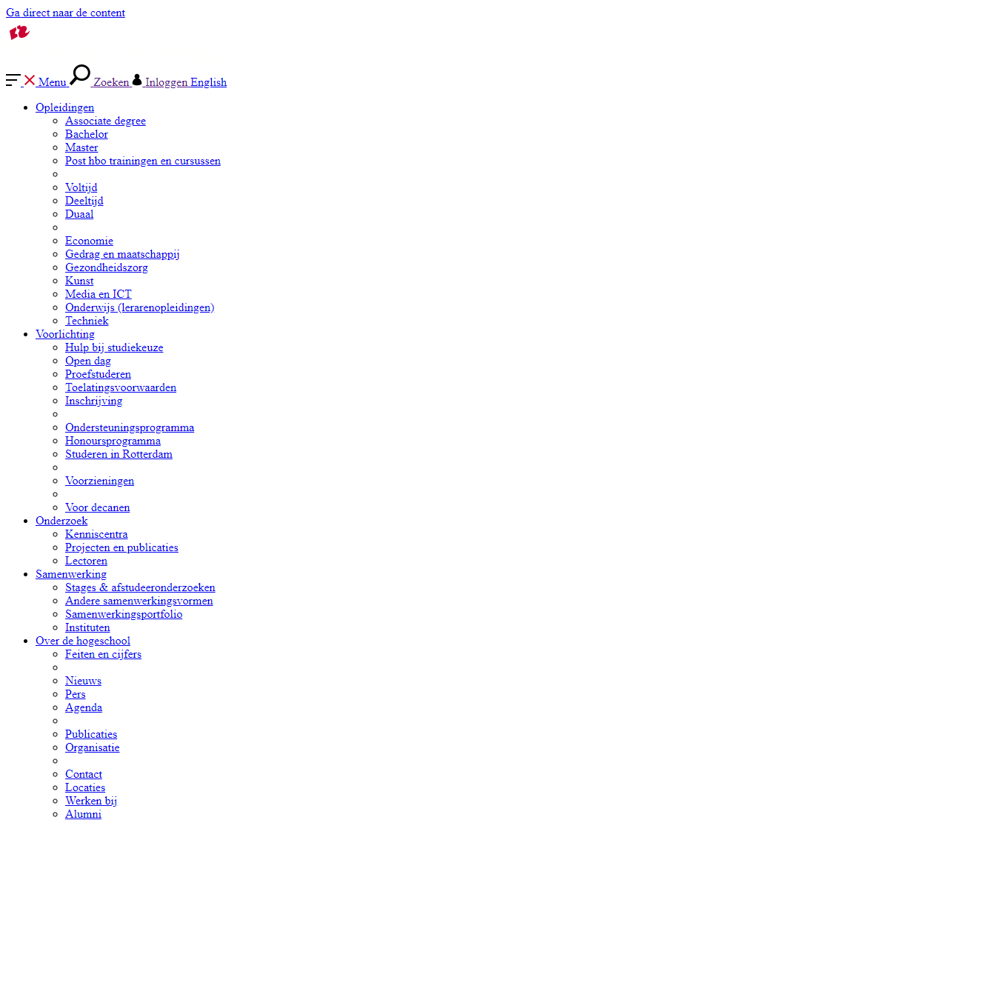 Ga direct naar de content
Menu Zoeken Inloggen English
Opleidingen
Associate degree
Bachelor
Master
Post hbo trainingen en cursussen
Voltijd
Deeltijd
Duaal
Economie
Gedrag en maatschappij
Gezondheidszorg
Kunst
Media en ICT
Onderwijs (lerarenopleidingen)
Techniek
Voorlichting
Hulp bij studiekeuze
Open dag
Proefstuderen
Toelatingsvoorwaarden
Inschrijving
Ondersteuningsprogramma
Honoursprogramma
Studeren in Rotterdam
Voorzieningen
Voor decanen
Onderzoek
Kenniscentra
Projecten en publicaties
Lectoren
Samenwerking
Stages & afstudeeronderzoeken
Andere samenwerkingsvormen
Samenwerkingsportfolio
Instituten
Over de hogeschool
Feiten en cijfers
Nieuws
Pers
Agenda
Publicaties
Organisatie
Contact
Locaties
Werken bij
Alumni